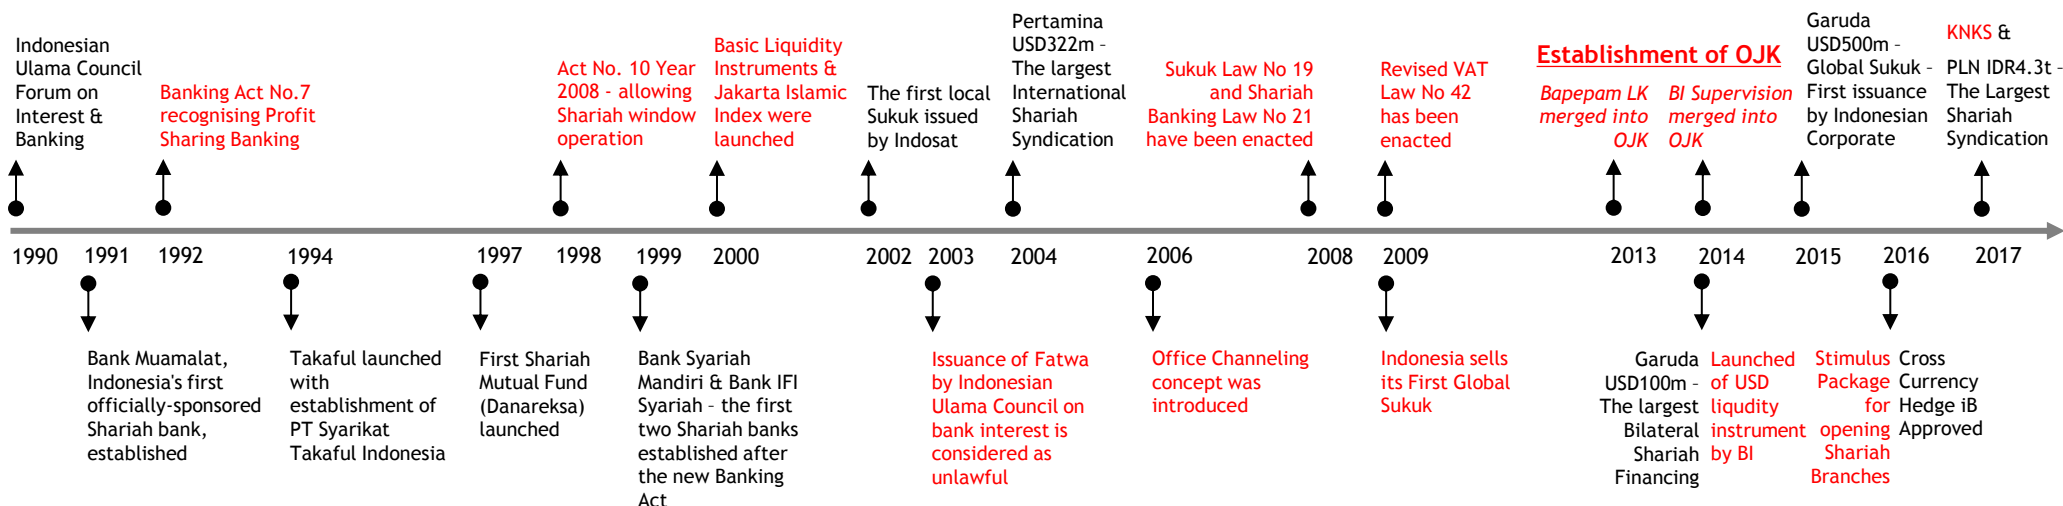 Indonesian
Ulama Council
Forum on
Interest &
Banking
Banking Act No.7
recognising Profit
Sharing Banking
Act No. 10 Year
2008 - allowing
Shariah window
operation
Basic Liquidity
Instruments &
Jakarta Islamic
Index were
launched
The first local
Sukuk issued
by Indosat
Pertamina
USD322m –
The largest
International
Shariah
Syndication
Sukuk Law No 19
and Shariah
Banking Law No 21
have been enacted
Revised VAT
Law No 42
has been
enacted
Establishment of OJK
Bapepam LK
merged into
OJK
BI Supervision
merged into
OJK
Garuda
USD500m –
Global Sukuk –
First issuance
by Indonesian
Corporate
KNKS &
PLN IDR4.3t –
The Largest
Shariah
Syndication
1990
1991
1992
1994
1997
1998
1999
2000
2002
2003
2004
2006
2008
2009
2013
2014
2015
2016
2017
Bank Muamalat,
Indonesia's first
officially-sponsored
Shariah bank,
established
Takaful launched
with
establishment of
PT Syarikat
Takaful Indonesia
First Shariah
Mutual Fund
(Danareksa)
launched
Bank Syariah
Mandiri & Bank IFI
Syariah – the first
two Shariah banks
established after
the new Banking
Act
Issuance of Fatwa
by Indonesian
Ulama Council on
bank interest is
considered as
unlawful
Office Channeling
concept was
introduced
Indonesia sells
its First Global
Sukuk
Garuda
USD100m –
The largest
Bilateral
Shariah
Financing
Launched
of USD
liqudity
instrument
by BI
Stimulus
Package
for
opening
Shariah
Branches
Cross
Currency
Hedge iB
Approved